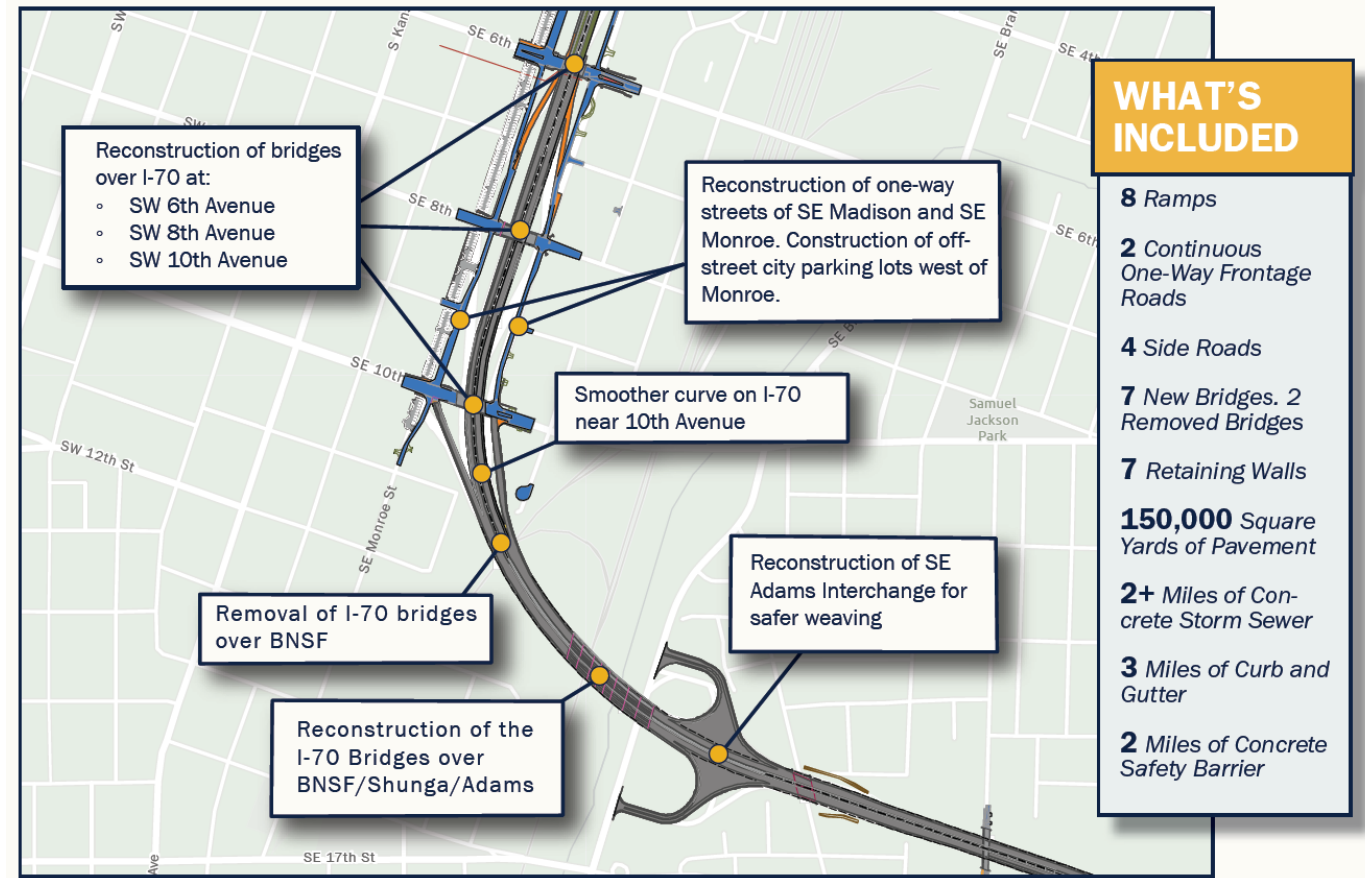 SW
S Kan
SE 6th
SE Bran
SE 4th
WHAT'S
INCLUDED
SW
Reconstruction of bridges
over I-70 at:
◦ SW 6th Avenue
◦ SW 8th Avenue
◦ SW 10th Avenue
Reconstruction of one-way
streets of SE Madison and SE
Monroe. Construction of off-
street city parking lots west of
Monroe.
8 Ramps
2 Continuous
One-Way Frontage
Roads
SE 8th
SE 6th
SE B
4 Side Roads
SE 10th
Smoother curve on I-70
near 10th Avenue
Samuel
Jackson
Park
7 New Bridges. 2
Removed Bridges
SW 12th St
7 Retaining Walls
SE Monroe St
150,000 Square
Yards of Pavement
Reconstruction of SE
Adams Interchange for
safer weaving
2+ Miles of Con-
crete Storm Sewer
Removal of I-70 bridges
over BNSF
3 Miles of Curb and
Gutter
Reconstruction of the
I-70 Bridges over
BNSF/Shunga/Adams
2 Miles of Concrete
Safety Barrier
SE 17th St
Ave